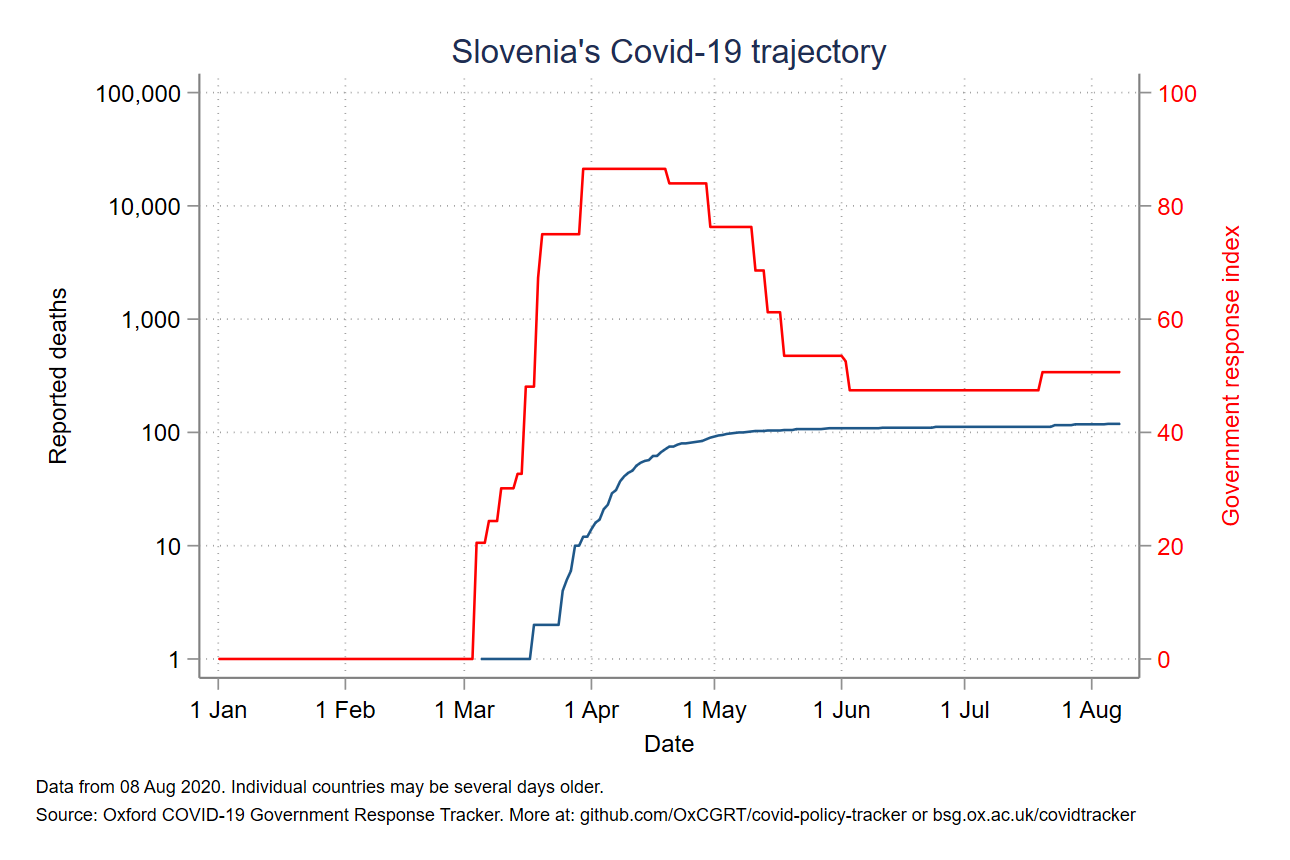 Slovenia's Covid-19 trajectory
100,000
10,000
1,000
100
10
1
Reported deaths
100
80
60
40
20
0
Government response index
1 Jan 1 Feb 1 Mar 1 Apr 1 May 1 Jun 1 Jul 1 Aug
Date
Data from 08 Aug 2020. Individual countries may be several days older.
Source: Oxford COVID-19 Government Response Tracker. More at: github.com/OxCGRT/covid-policy-tracker or bsg.ox.ac.uk/covidtracker